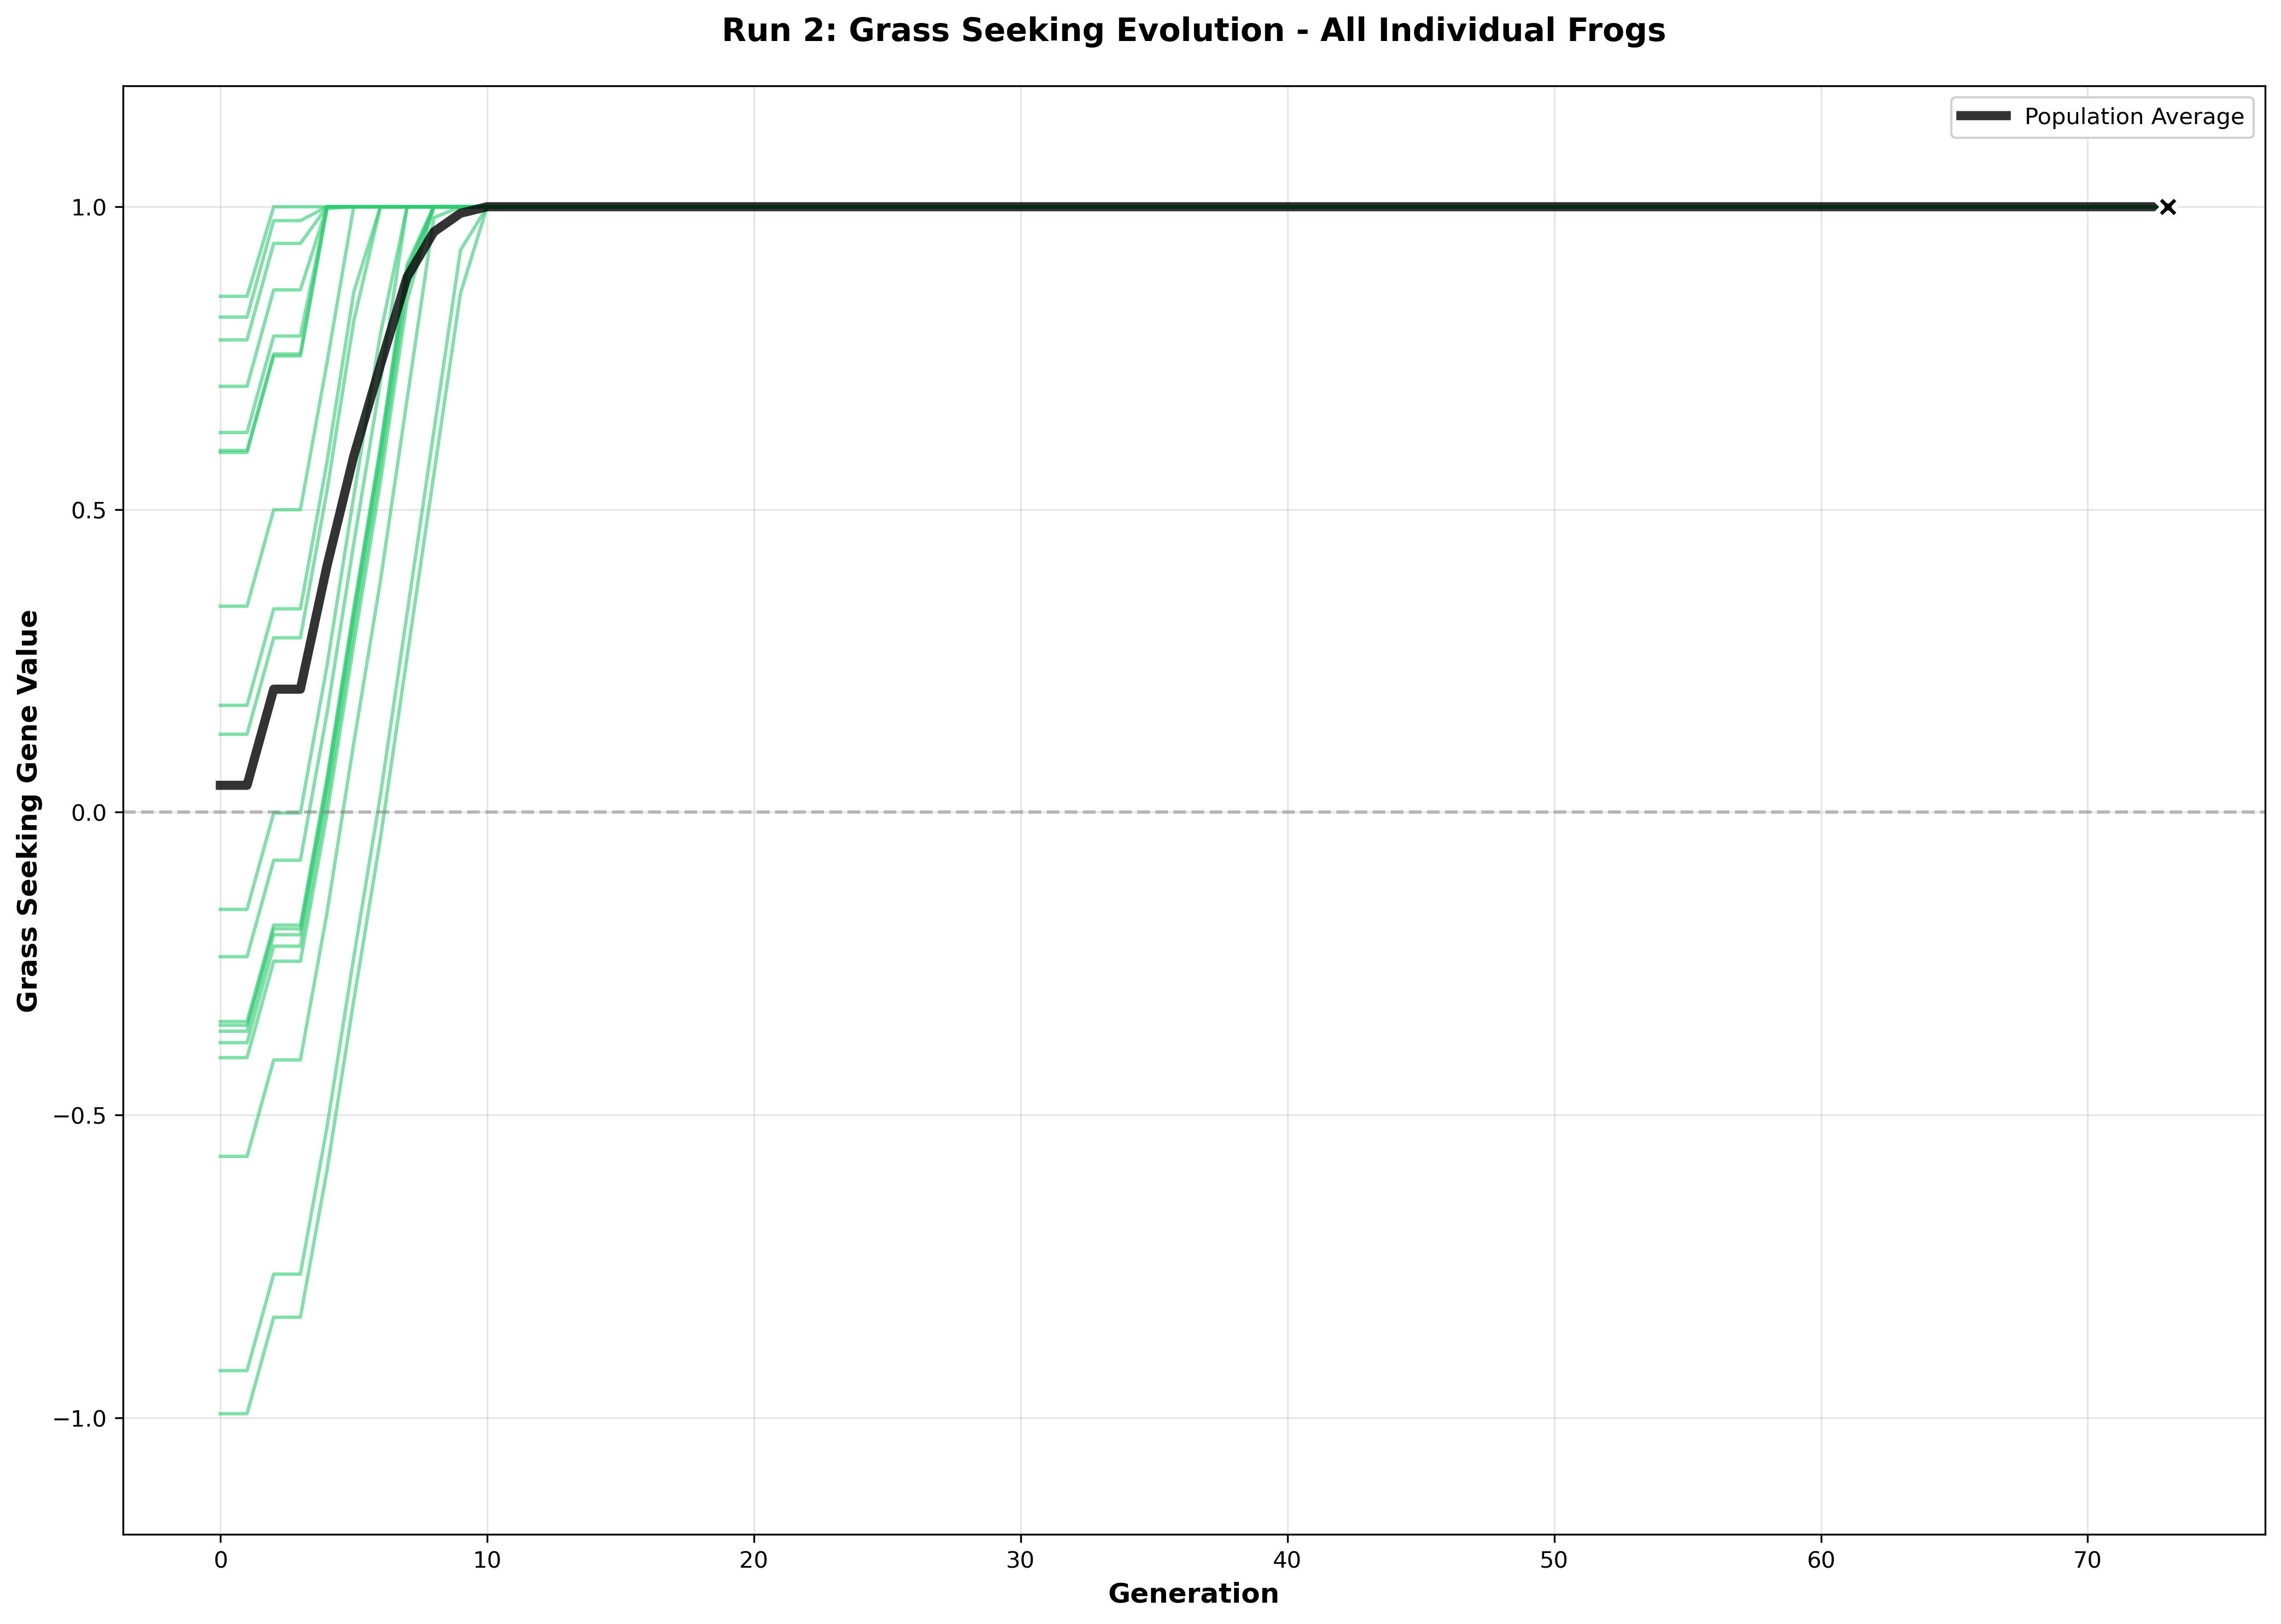 Run 2: Grass Seeking Evolution - All Individual Frogs
Population Average
Grass Seeking Gene Value
1.0
0.5
0.0
−0.5
−1.0
0 10 20 30 40 50 60 70
Generation